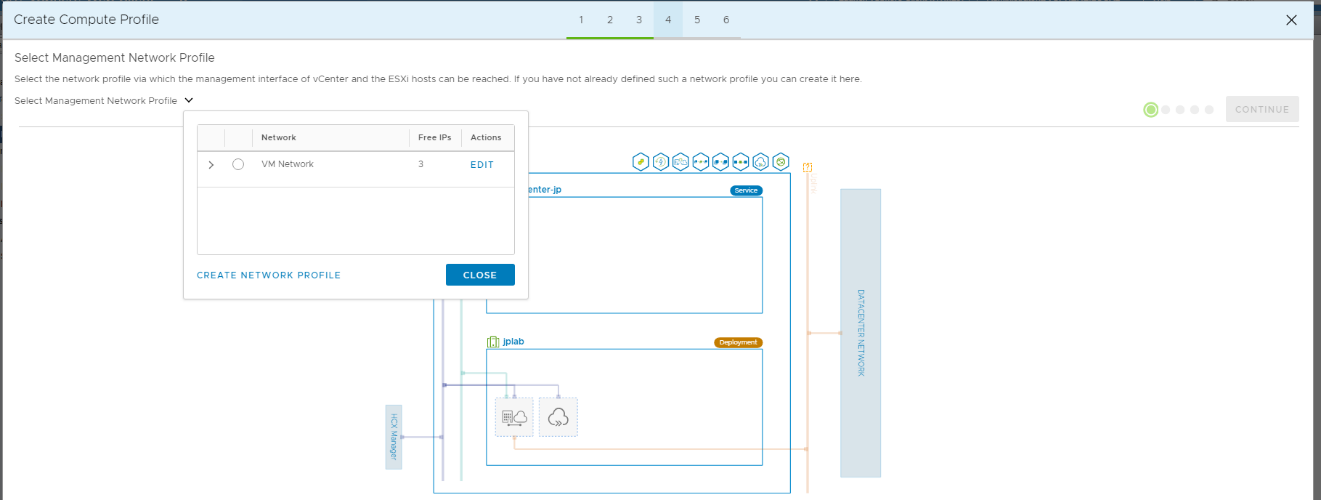 Create Compute Profile
1 2 3 4 5 6
Select Management Network Profile
Select the network profile via which the management interface of vCenter and the ESXi hosts can be reached. If you have not already defined such a network profile you can create it here.
Select Management Network Profile
CONTINUE
Network Free IPs Actions
VM Network 3 EDIT
CREATE NETWORK PROFILE
CLOSE
enter-jp
Service
jplab
Deployment
HCX Manager
DATACENTER NETWORK